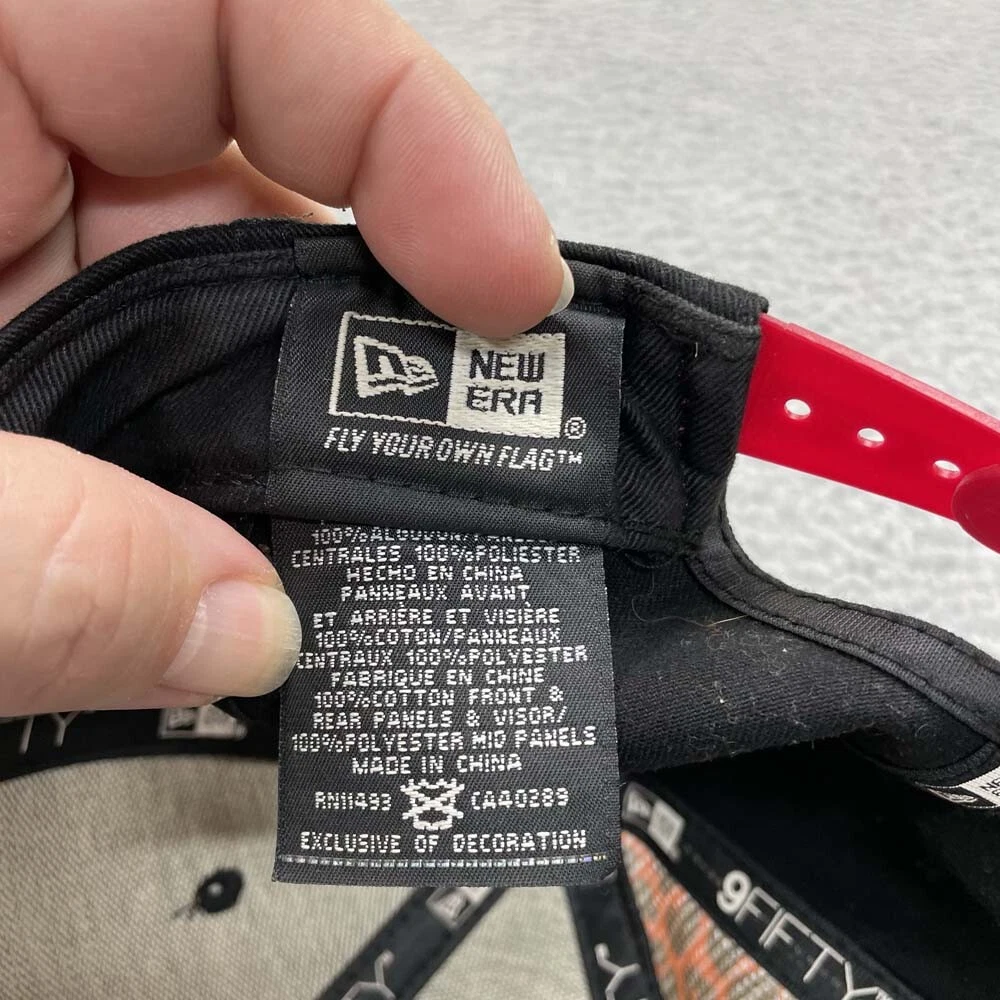 NEW
ERA
®
FLY YOUR OWN FLAG™
CENTRALES 100%POLIESTER
HECHO EN CHINA
PANNEAUX AVANT
ET ARRIÈRE ET VISIÈRE
100%COTON/PANNEAUX
CENTRAUX 100%POLYESTER
FABRIQUE EN CHINE
100%COTTON FRONT &
REAR PANELS & VISOR/
100%POLYESTER MID PANELS
MADE IN CHINA
RN11493 CA40289
EXCLUSIVE OF DECORATION
9FIFTY